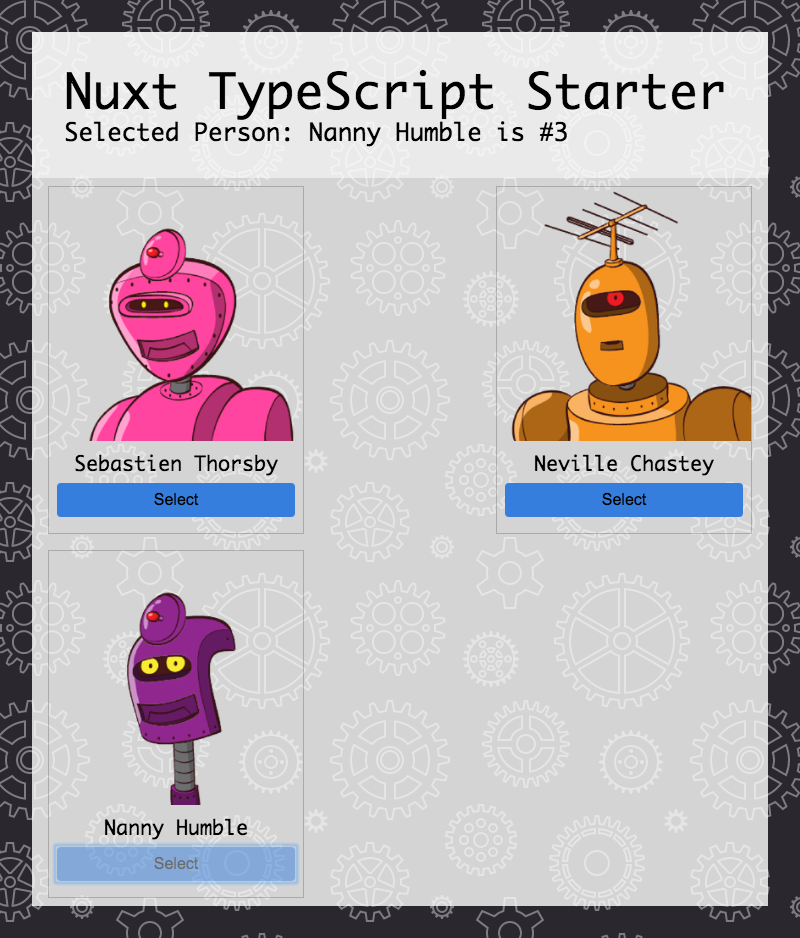 Nuxt TypeScript Starter
Selected Person: Nanny Humble is #3
Sebastien Thorsby
Select
Neville Chastey
Select
Nanny Humble
Select